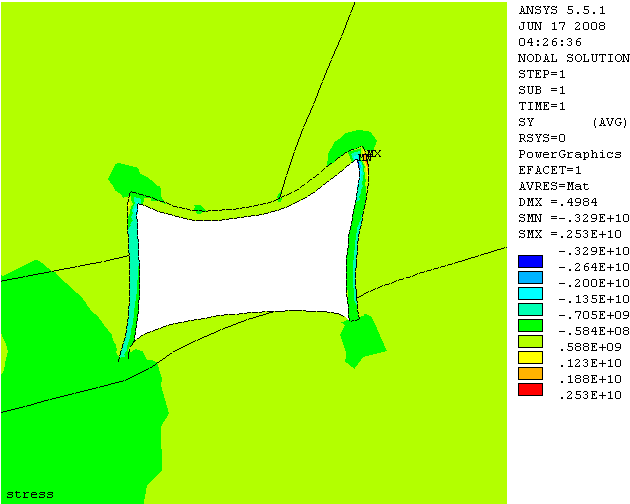 ANSYS 5.5.1
JUN 17 2008
04:26:36
NODAL SOLUTION
STEP=1
SUB =1
TIME=1
SY (AVG)
RSYS=0
PowerGraphics
EFACET=1
AVRES=Mat
DMX =.4984
SMN =-.329E+10
SMX =.253E+10
-.329E+10
-.264E+10
-.200E+10
-.135E+10
-.705E+09
-.584E+08
.588E+09
.123E+10
.188E+10
.253E+10
MX
stress